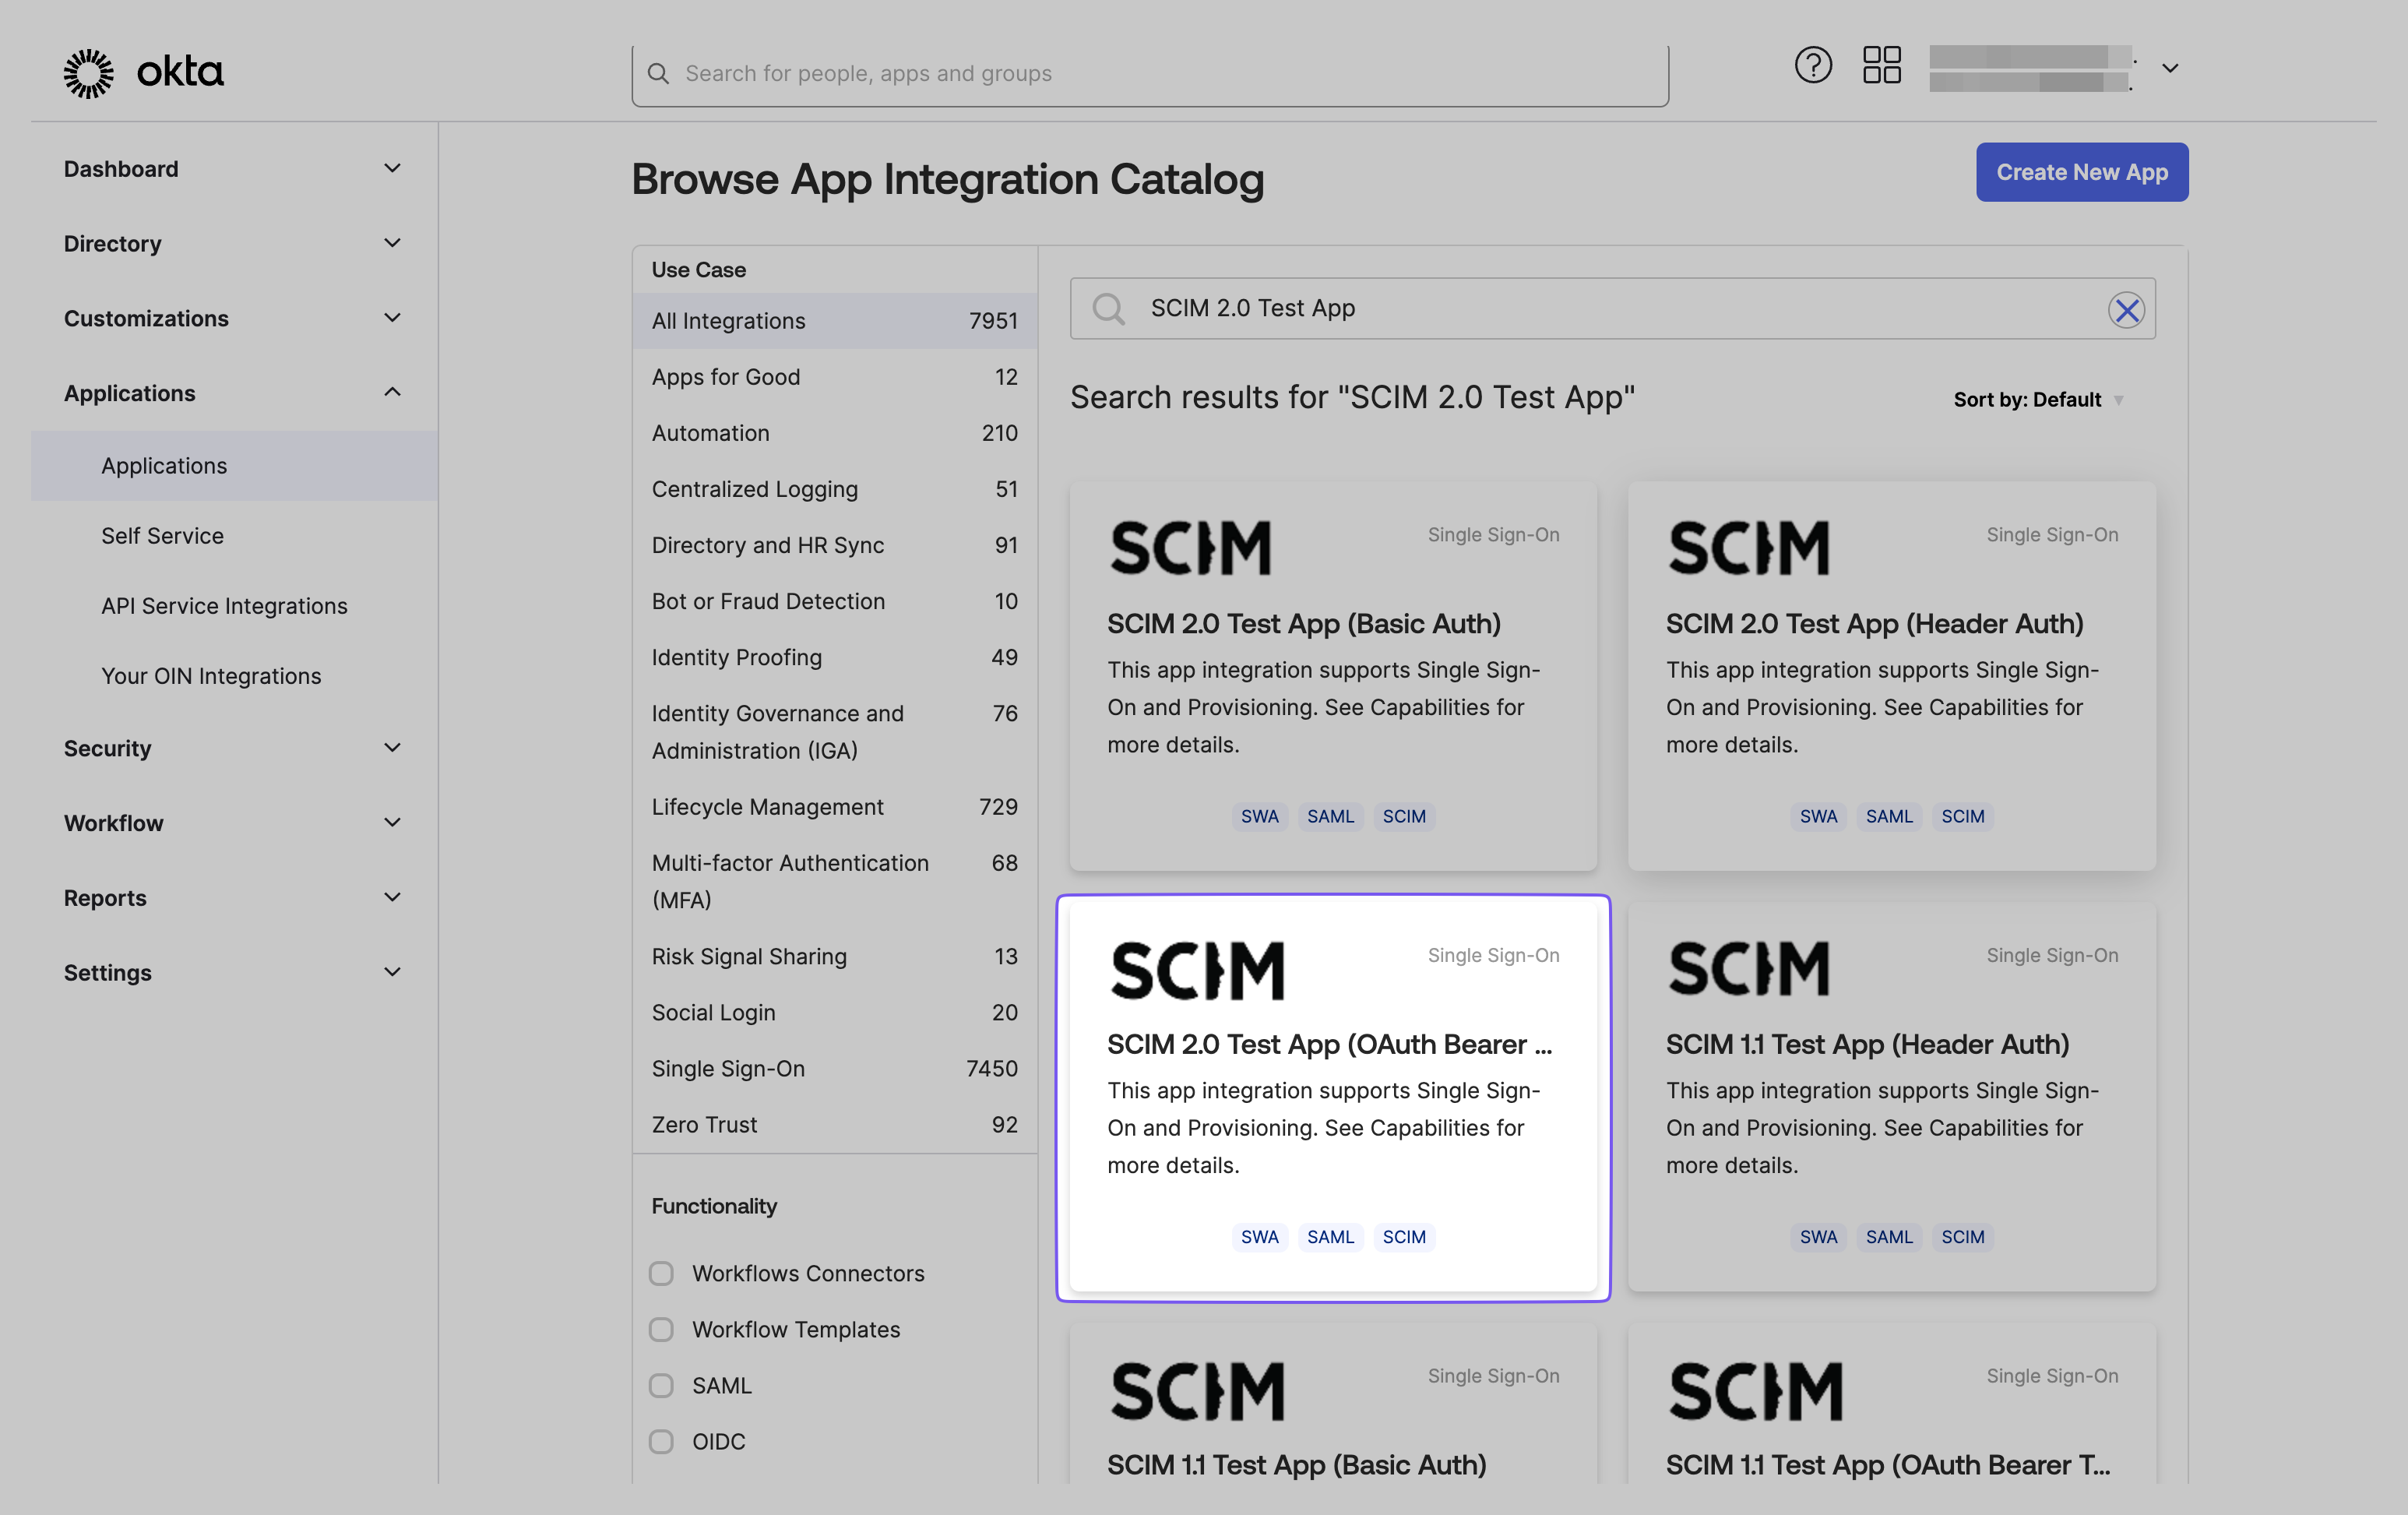 okta
Search for people, apps and groups
Dashboard
Directory
Customizations
Applications
Applications
Self Service
API Service Integrations
Your OIN Integrations
Security
Workflow
Reports
Settings
Browse App Integration Catalog
Create New App
Use Case
All Integrations 7951
Apps for Good 12
Automation 210
Centralized Logging 51
Directory and HR Sync 91
Bot or Fraud Detection 10
Identity Proofing 49
Identity Governance and 76
Administration (IGA)
Lifecycle Management 729
Multi-factor Authentication 68
(MFA)
Risk Signal Sharing 13
Social Login 20
Single Sign-On 7450
Zero Trust 92
Functionality
Workflows Connectors
Workflow Templates
SAML
OIDC
SCIM 2.0 Test App
Search results for "SCIM 2.0 Test App"
Sort by: Default
SCIM
Single Sign-On
SCIM 2.0 Test App (Basic Auth)
This app integration supports Single Sign-
On and Provisioning. See Capabilities for
more details.
SWA SAML SCIM
SCIM
Single Sign-On
SCIM 2.0 Test App (Header Auth)
This app integration supports Single Sign-
On and Provisioning. See Capabilities for
more details.
SWA SAML SCIM
SCIM
Single Sign-On
SCIM 2.0 Test App (OAuth Bearer ...
This app integration supports Single Sign-
On and Provisioning. See Capabilities for
more details.
SWA SAML SCIM
SCIM
Single Sign-On
SCIM 1.1 Test App (Header Auth)
This app integration supports Single Sign-
On and Provisioning. See Capabilities for
more details.
SWA SAML SCIM
SCIM
Single Sign-On
SCIM 1.1 Test App (Basic Auth)
SCIM
Single Sign-On
SCIM 1.1 Test App (OAuth Bearer T...